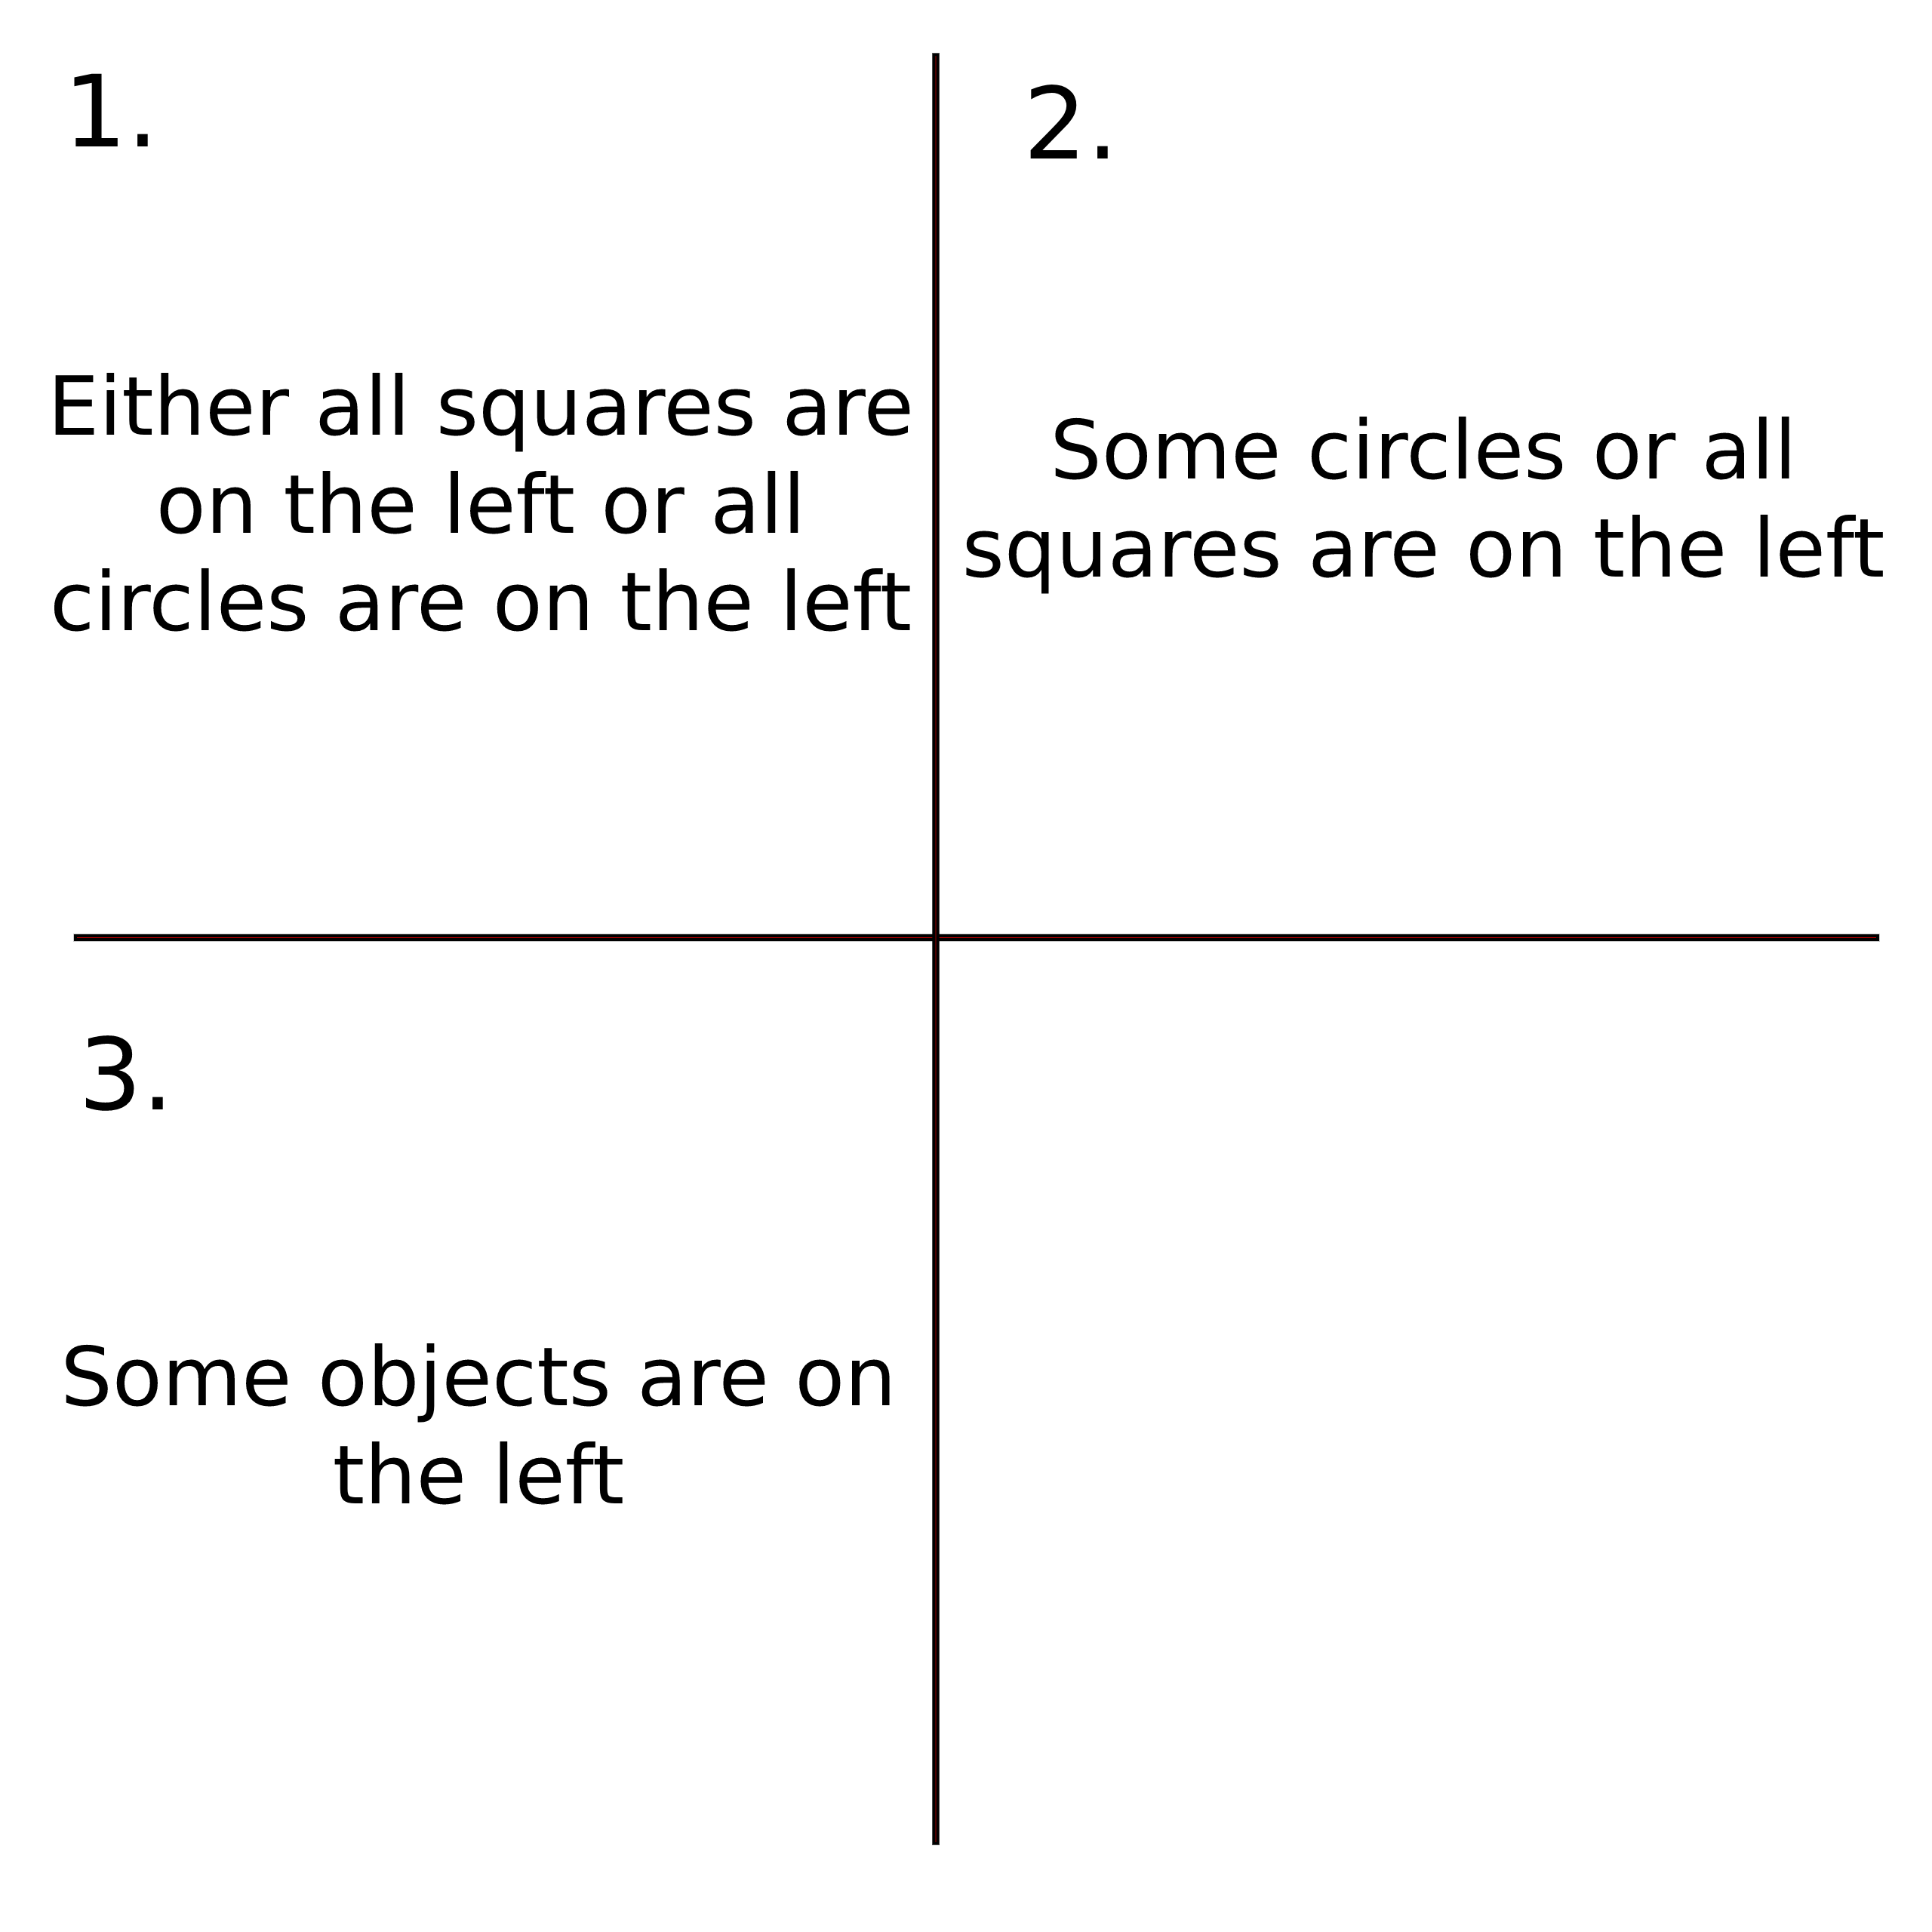 1.
Either all squares are
on the left or all
circles are on the left
2.
Some circles or all
squares are on the left
3.
Some objects are on
the left